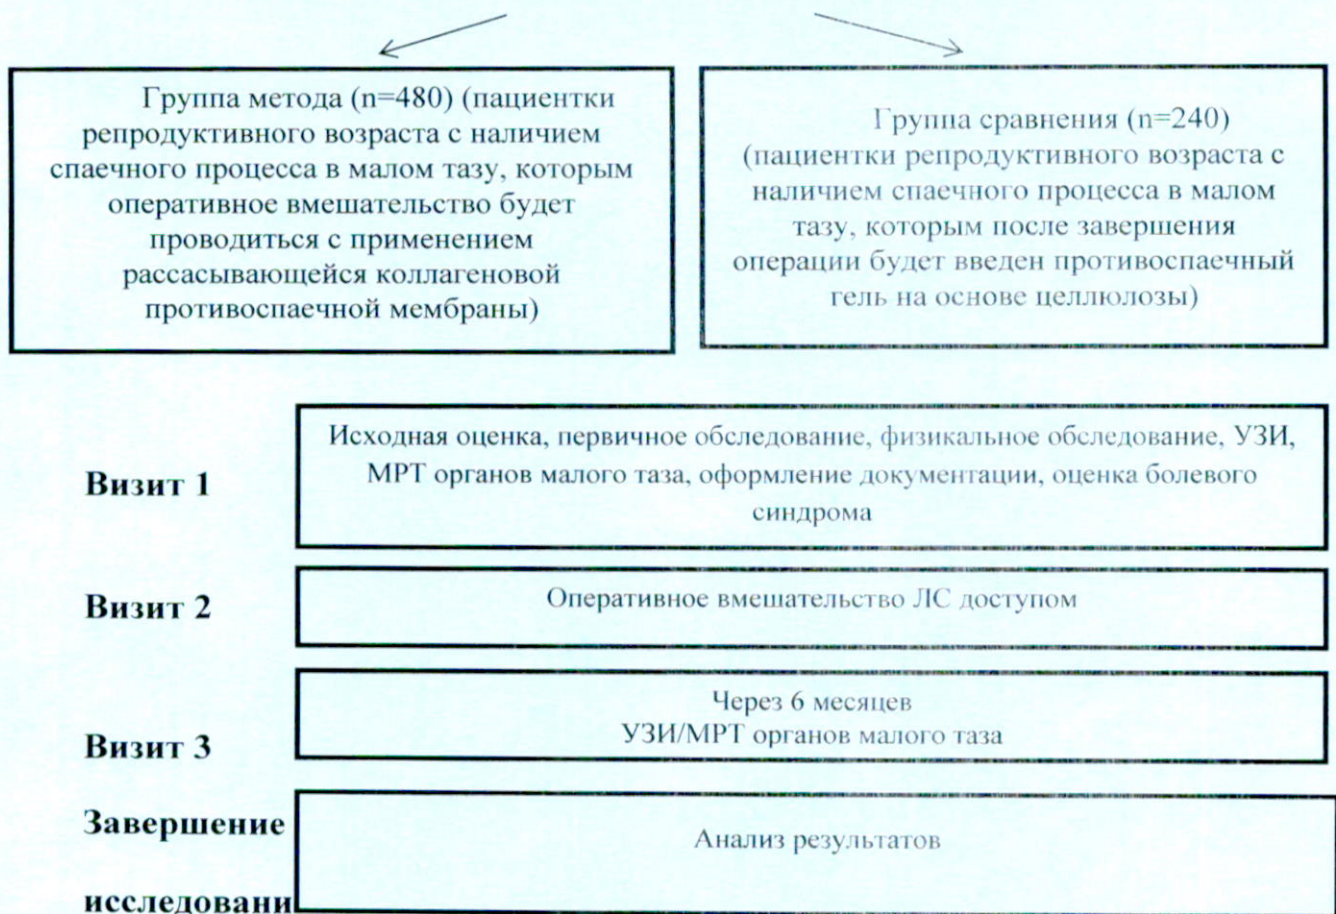 Группа метода (n=480) (пациентки
репродуктивного возраста с наличием
спаечного процесса в малом тазу, которым
оперативное вмешательство будет
проводиться с применением
рассасывающейся коллагеновой
противоспаечной мембраны)
Группа сравнения (n=240)
(пациентки репродуктивного возраста с
наличием спаечного процесса в малом
тазу, которым после завершения
операции будет введен противоспаечный
гель на основе целлюлозы)
Визит 1
Исходная оценка, первичное обследование, физикальное обследование, УЗИ,
МРТ органов малого таза, оформление документации, оценка болевого
синдрома
Визит 2
Оперативное вмешательство ЛС доступом
Визит 3
Через 6 месяцев
УЗИ/МРТ органов малого таза
Завершение
исследовани
Анализ результатов